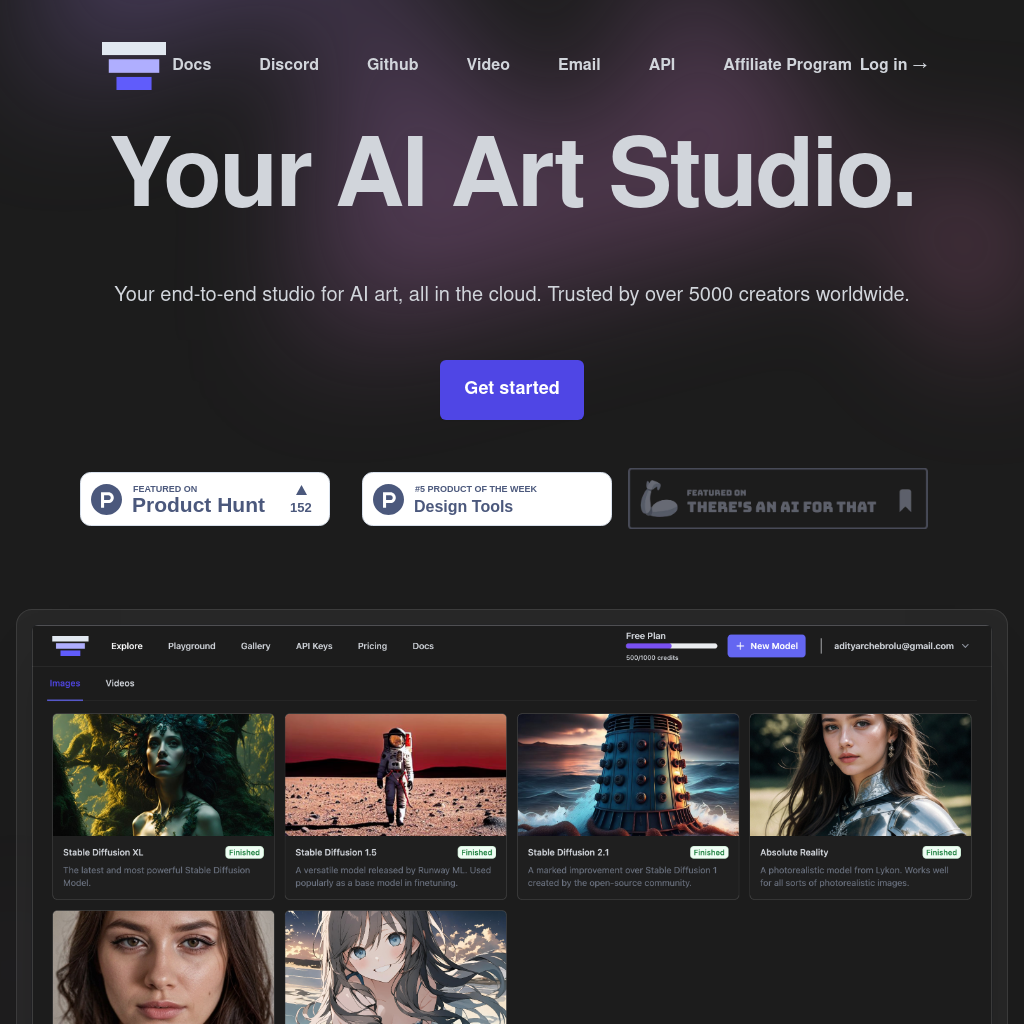 Docs Discord Github Video Email API Affiliate Program Log in →
Your AI Art Studio.
Your end-to-end studio for AI art, all in the cloud. Trusted by over 5000 creators worldwide.
Get started
FEATURED ON
Product Hunt
152
#5 PRODUCT OF THE WEEK
Design Tools
FEATURED ON
THERE'S AN AI FOR THAT
Explore Playground Gallery API Keys Pricing Docs
Free Plan
500/1000 credits
+ New Model
adityarchebrolu@gmail.com
Images Videos
Stable Diffusion XL Finished
The latest and most powerful Stable Diffusion
Model.
Stable Diffusion 1.5 Finished
A versatile model released by Runway ML. Used
popularly as a base model in finetuning.
Stable Diffusion 2.1 Finished
A marked improvement over Stable Diffusion 1
created by the open-source community.
Absolute Reality Finished
A photorealistic model from Lykon. Works well
for all sorts of photorealistic images.